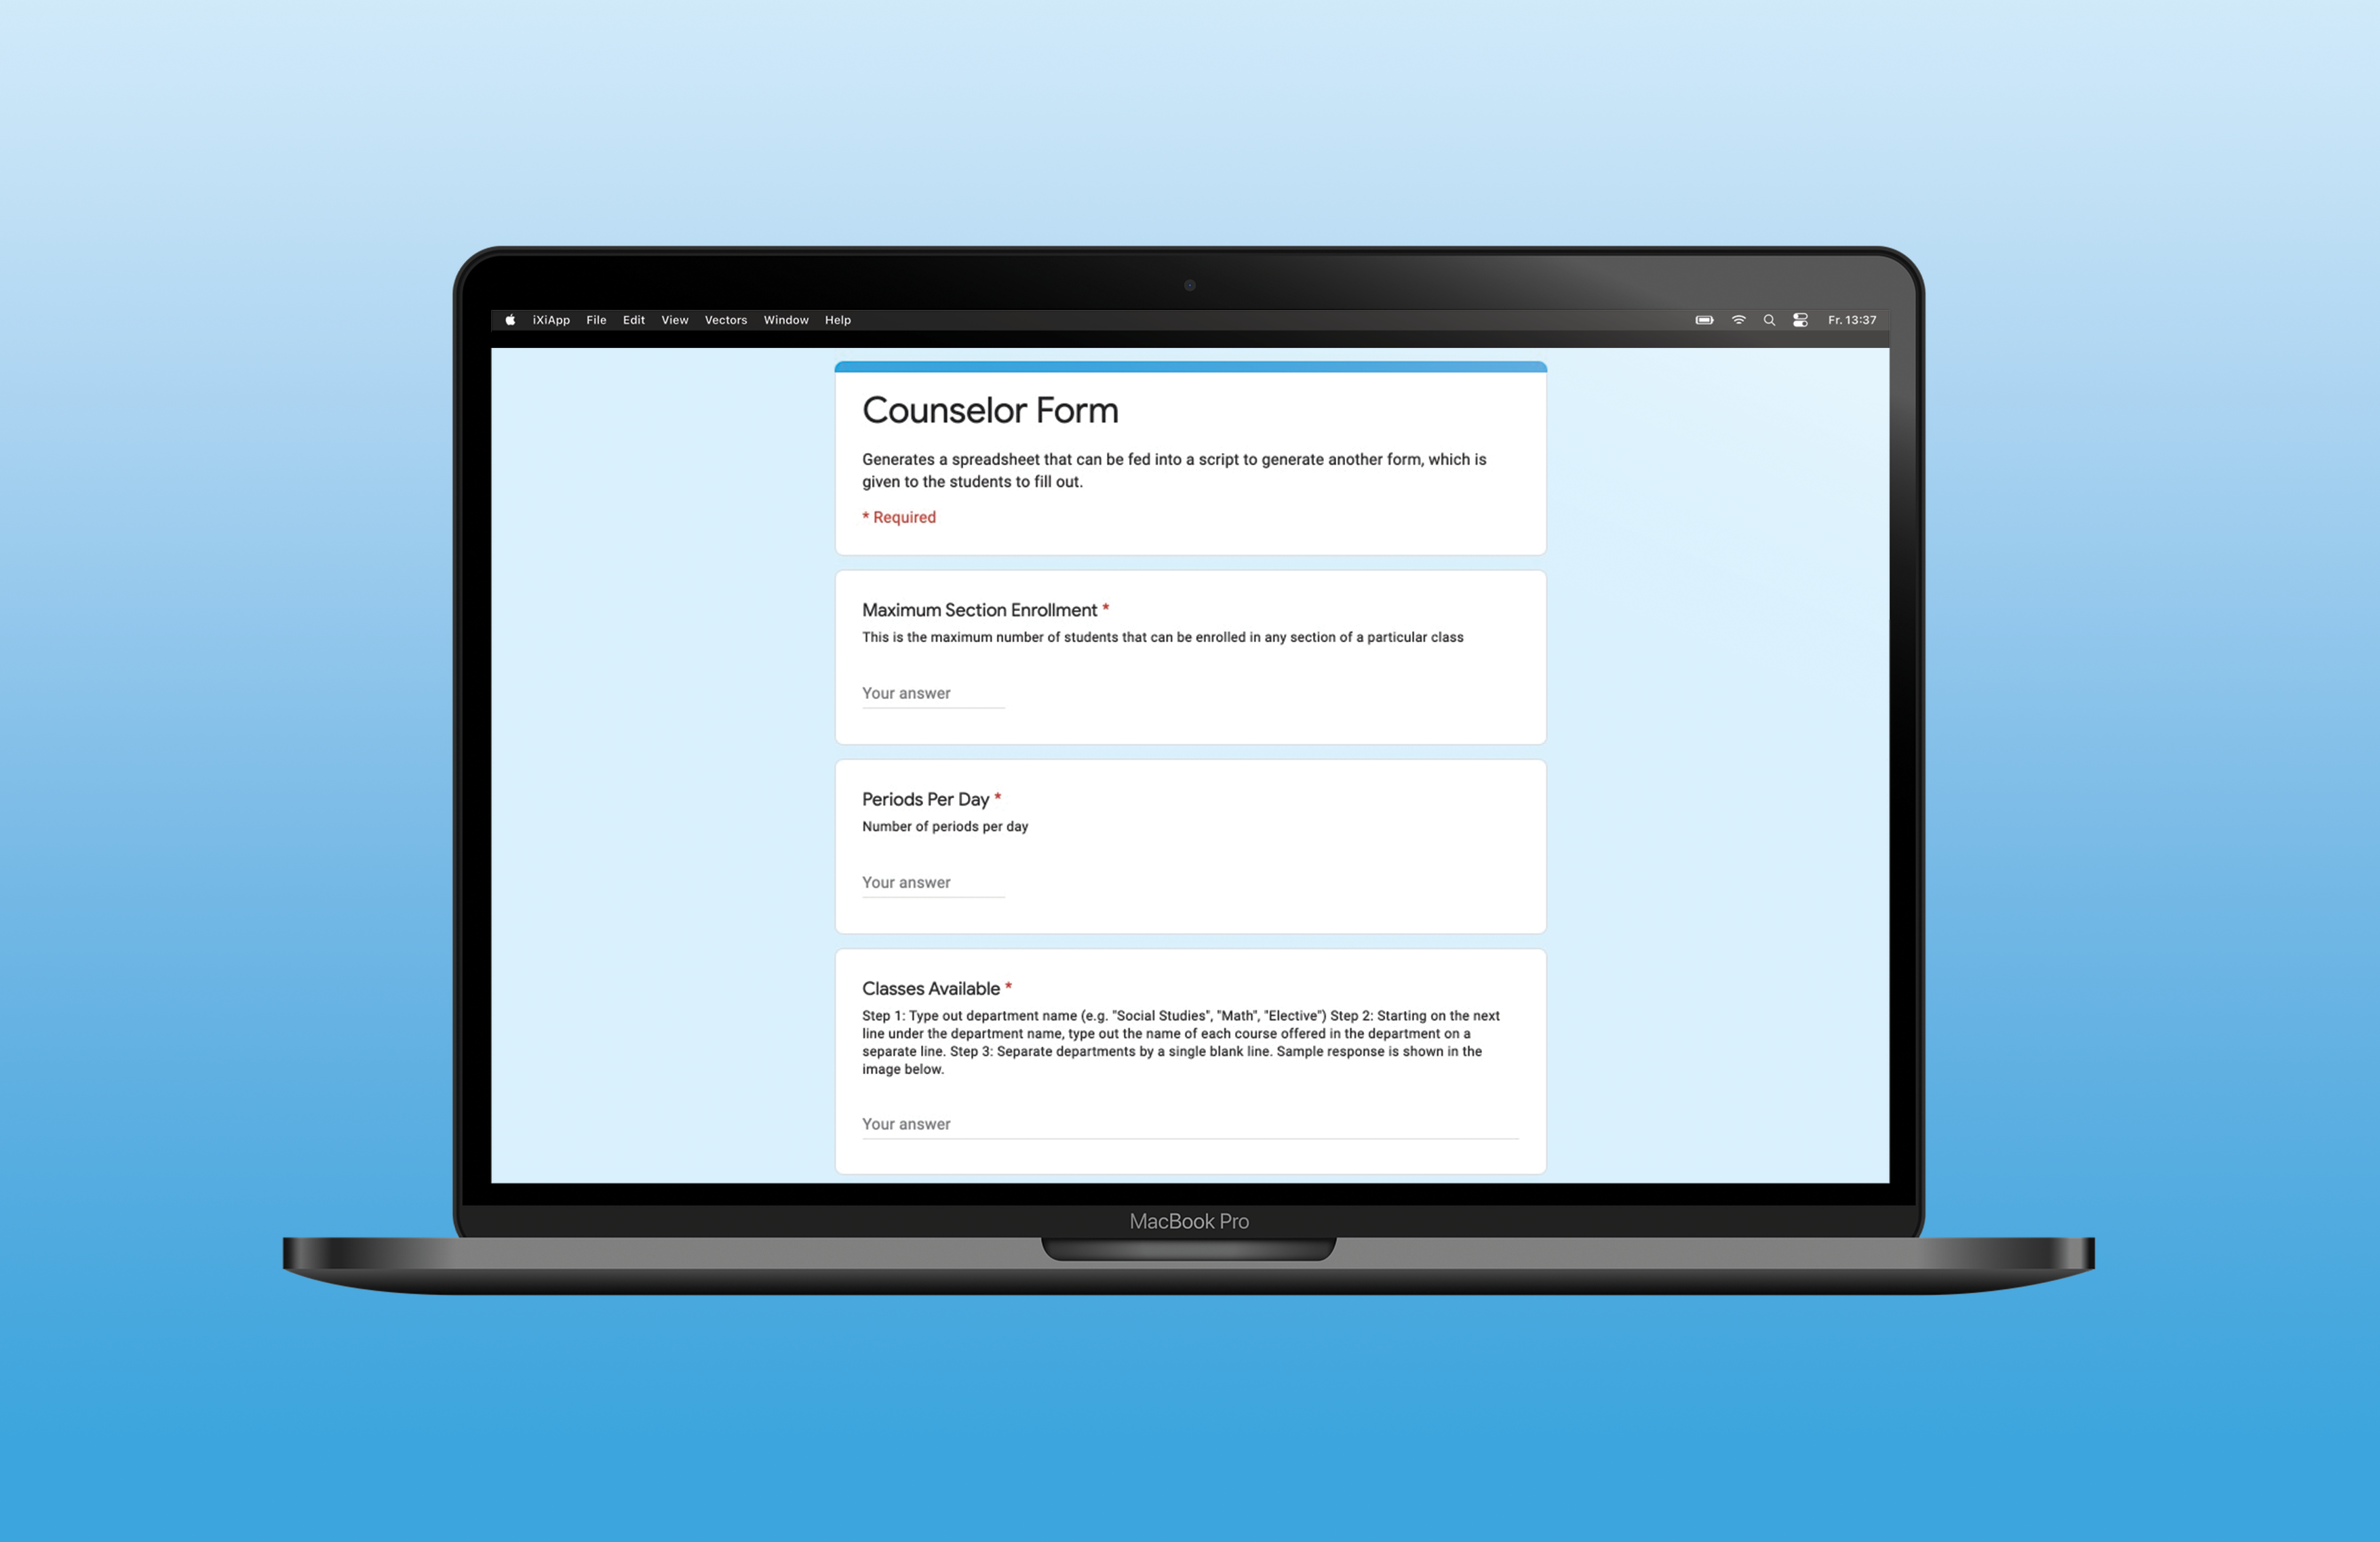 iXiApp File Edit View Vectors Window Help Fr. 13:37
Counselor Form
Generates a spreadsheet that can be fed into a script to generate another form, which is
given to the students to fill out.
* Required
Maximum Section Enrollment *
This is the maximum number of students that can be enrolled in any section of a particular class
Your answer
Periods Per Day *
Number of periods per day
Your answer
Classes Available *
Step 1: Type out department name (e.g. "Social Studies", "Math", "Elective") Step 2: Starting on the next
line under the department name, type out the name of each course offered in the department on a
separate line. Step 3: Separate departments by a single blank line. Sample response is shown in the
image below.
Your answer
MacBook Pro